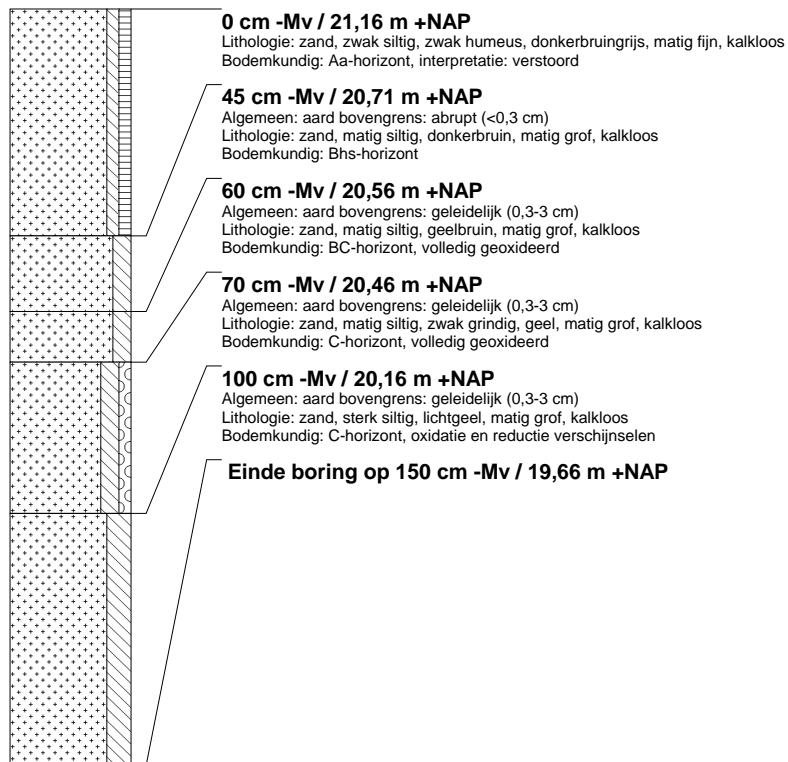 0 cm -Mv / 21,16 m +NAP
Lithologie: zand, zwak siltig, zwak humeus, donkerbruingrijs, matig fijn, kalkloos
Bodemkundig: Aa-horizont, interpretatie: verstoord
45 cm -Mv / 20,71 m +NAP
Algemeen: aard bovengrens: abrupt (<0,3 cm)
Lithologie: zand, matig siltig, donkerbruin, matig grof, kalkloos
Bodemkundig: Bhs-horizont
60 cm -Mv / 20,56 m +NAP
Algemeen: aard bovengrens: geleidelijk (0,3-3 cm)
Lithologie: zand, matig siltig, geelbruin, matig grof, kalkloos
Bodemkundig: BC-horizont, volledig geoxideerd
70 cm -Mv / 20,46 m +NAP
Algemeen: aard bovengrens: geleidelijk (0,3-3 cm)
Lithologie: zand, matig siltig, zwak grindig, geel, matig grof, kalkloos
Bodemkundig: C-horizont, volledig geoxideerd
100 cm -Mv / 20,16 m +NAP
Algemeen: aard bovengrens: geleidelijk (0,3-3 cm)
Lithologie: zand, sterk siltig, lichtgeel, matig grof, kalkloos
Bodemkundig: C-horizont, oxidatie en reductie verschijnselen
Einde boring op 150 cm -Mv / 19,66 m +NAP